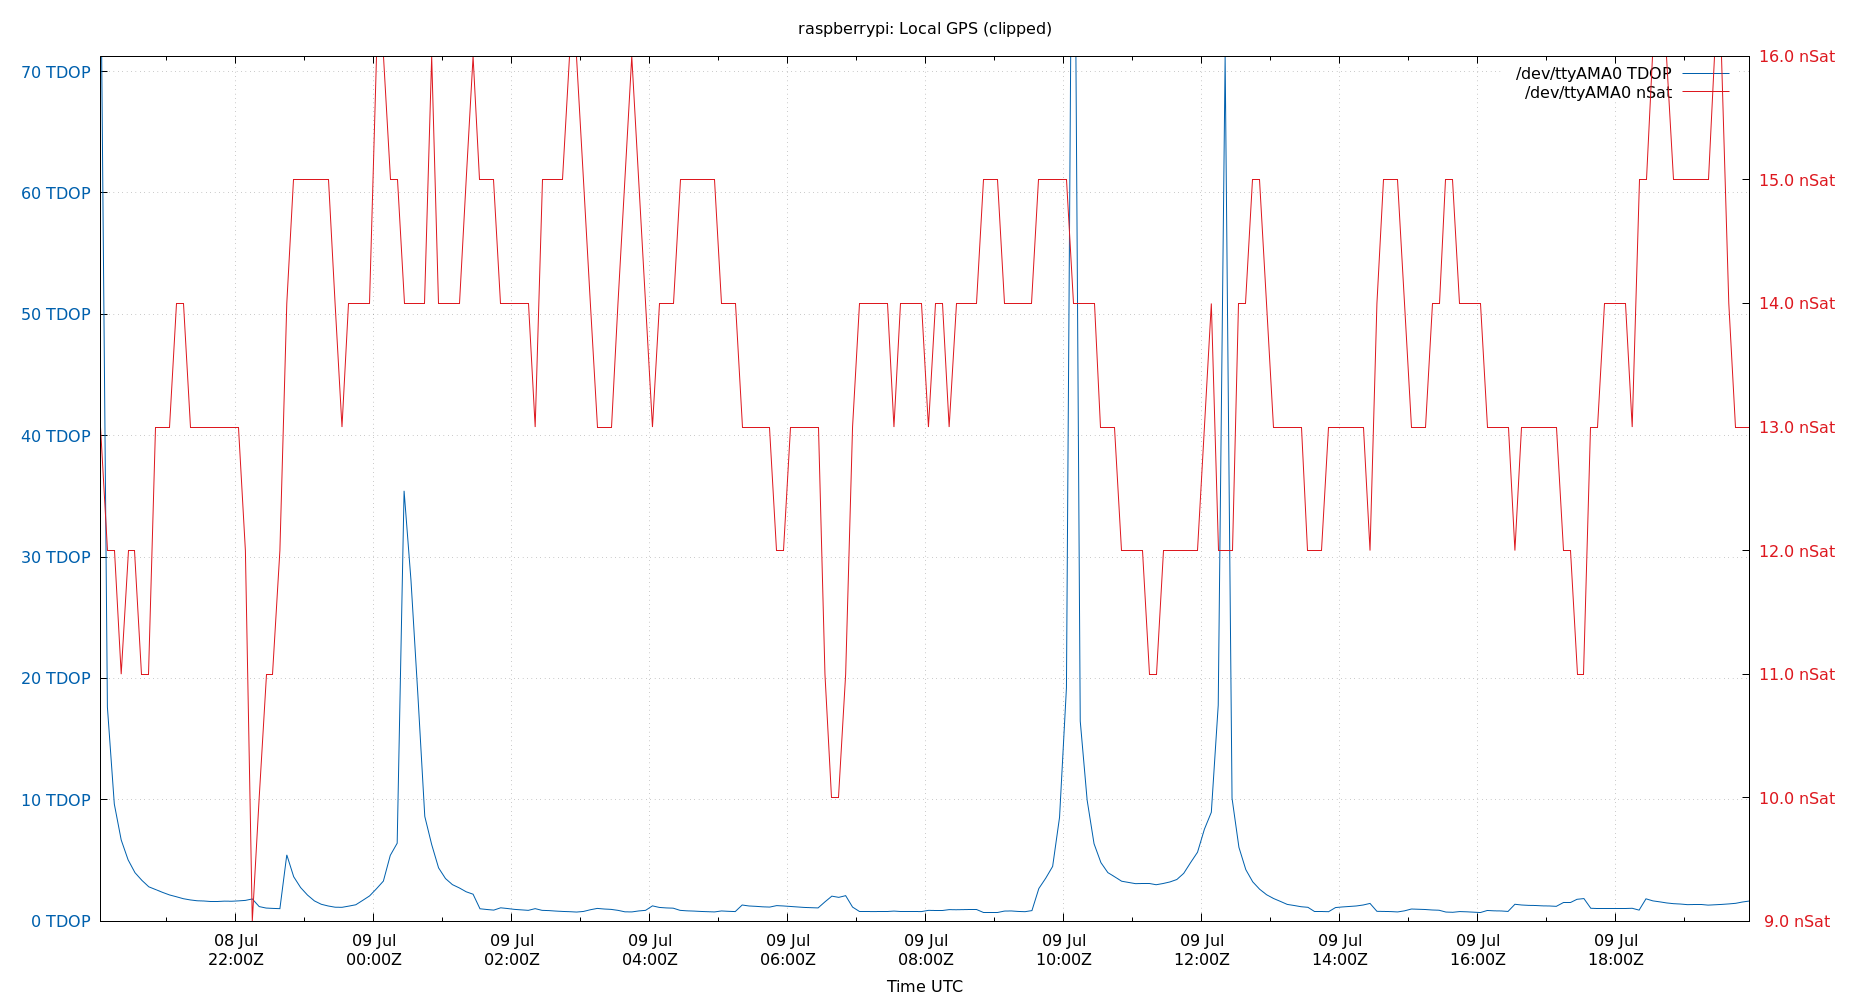 raspberrypi: Local GPS (clipped)
70 TDOP
60 TDOP
50 TDOP
40 TDOP
30 TDOP
20 TDOP
10 TDOP
0 TDOP
16.0 nSat
15.0 nSat
14.0 nSat
13.0 nSat
12.0 nSat
11.0 nSat
10.0 nSat
9.0 nSat
/dev/ttyAMA0 TDOP
/dev/ttyAMA0 nSat
08 Jul
22:00Z
09 Jul
00:00Z
09 Jul
02:00Z
09 Jul
04:00Z
09 Jul
06:00Z
09 Jul
08:00Z
09 Jul
10:00Z
09 Jul
12:00Z
09 Jul
14:00Z
09 Jul
16:00Z
09 Jul
18:00Z
Time UTC